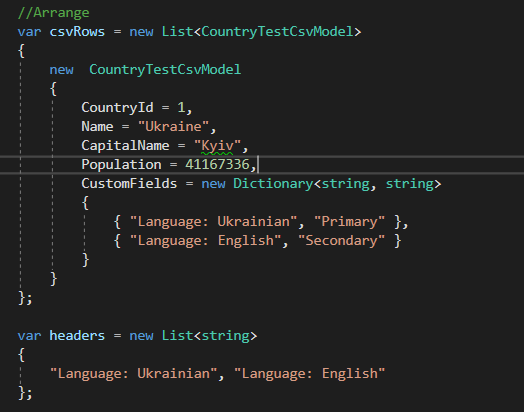 //Arrange
var csvRows = new List<CountryTestCsvModel>
{
    new  CountryTestCsvModel
    {
        CountryId = 1,
        Name = "Ukraine",
        CapitalName = "Kyiv",
        Population = 41167336,
        CustomFields = new Dictionary<string, string>
        {
            { "Language: Ukrainian", "Primary" },
            { "Language: English", "Secondary" }
        }
    }
};

var headers = new List<string>
{
    "Language: Ukrainian", "Language: English"
};